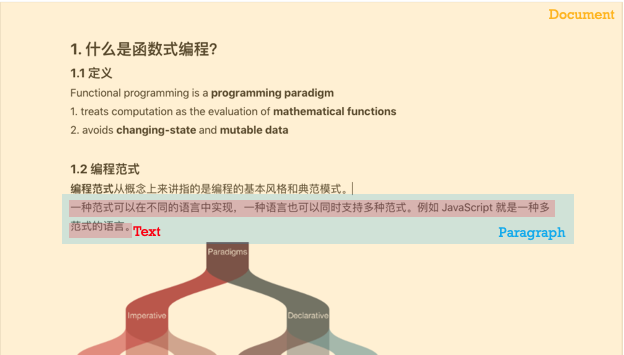 Document
1. 什么是函数式编程?
1.1 定义
Functional programming is a programming paradigm
1. treats computation as the evaluation of mathematical functions
2. avoids changing-state and mutable data
1.2 编程范式
编程范式从概念上来讲指的是编程的基本风格和典范模式。
一种范式可以在不同的语言中实现，一种语言也可以同时支持多种范式。例如 JavaScript 就是一种多
范式的语言。Text
Paragraph
Paradigms
Imperative
Declarative